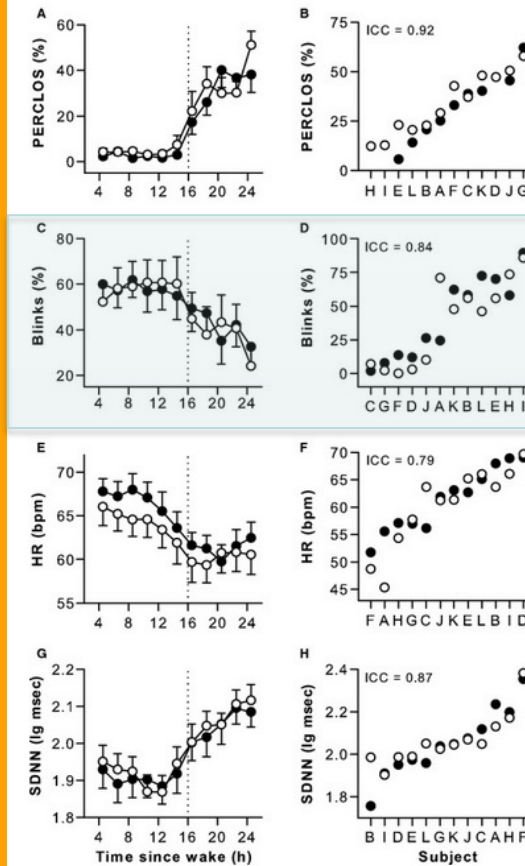 A
PERCLOS (%)
60
40
20
0
4 8 12 16 20 24
B
ICC = 0.92
PERCLOS (%)
75
50
25
0
H I E L B A F C K D J G
C
Blinks (%)
80
60
40
20
4 8 12 16 20 24
D
ICC = 0.84
Blinks (%)
100
75
50
25
0
C G F D J A K B L E H I
E
HR (bpm)
70
65
60
55
4 8 12 16 20 24
F
ICC = 0.79
HR (bpm)
70
65
60
55
50
45
F A H G C J K E L B I D
G
SDNN (lg msec)
2.2
2.1
2.0
1.9
1.8
4 8 12 16 20 24
Time since wake (h)
H
ICC = 0.87
SDNN (lg msec)
2.4
2.2
2.0
1.8
B I D E L G K J C A H F
Subject